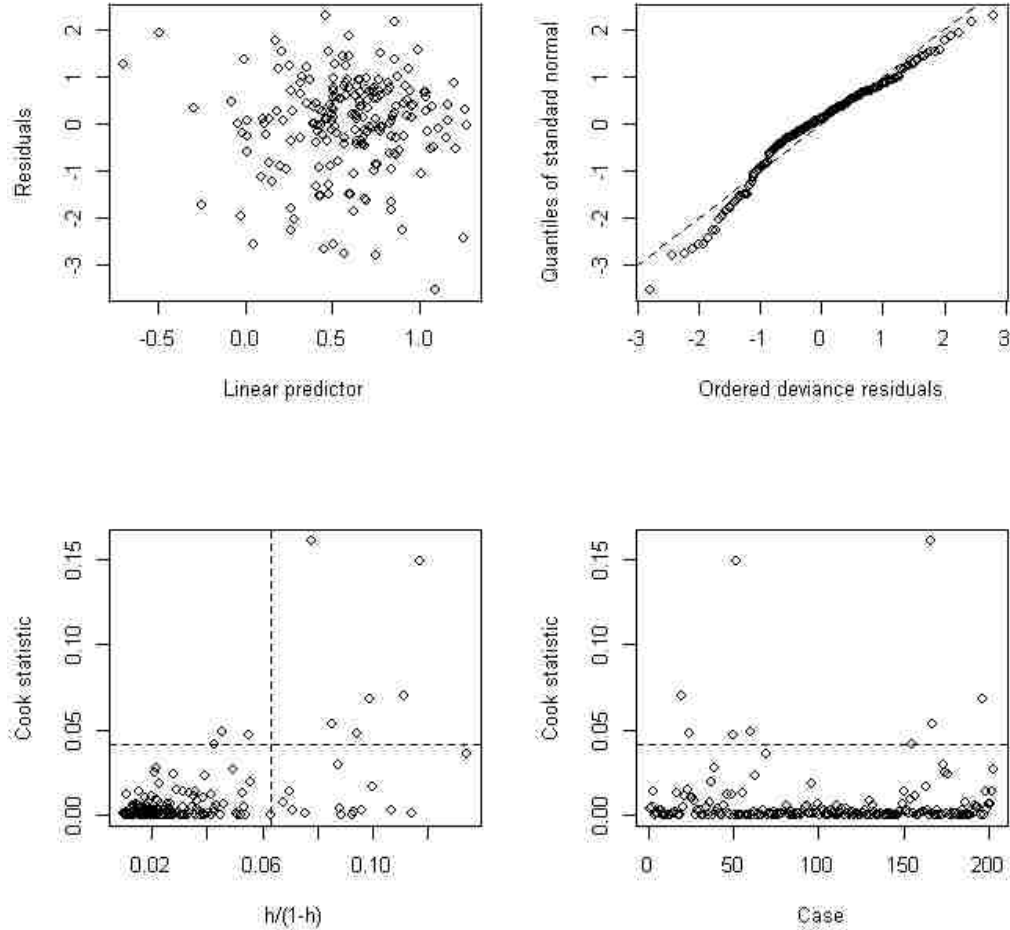 2
1
0
-1
-2
-3
Residuals
-0.5 0.0 0.5 1.0
Linear predictor
2
1
0
-1
-2
-3
Quantiles of standard normal
-3 -2 -1 0 1 2 3
Ordered deviance residuals
0.15
0.10
0.05
0.00
Cook statistic
0.02 0.06 0.10
h/(1-h)
0.15
0.10
0.05
0.00
Cook statistic
0 50 100 150 200
Case